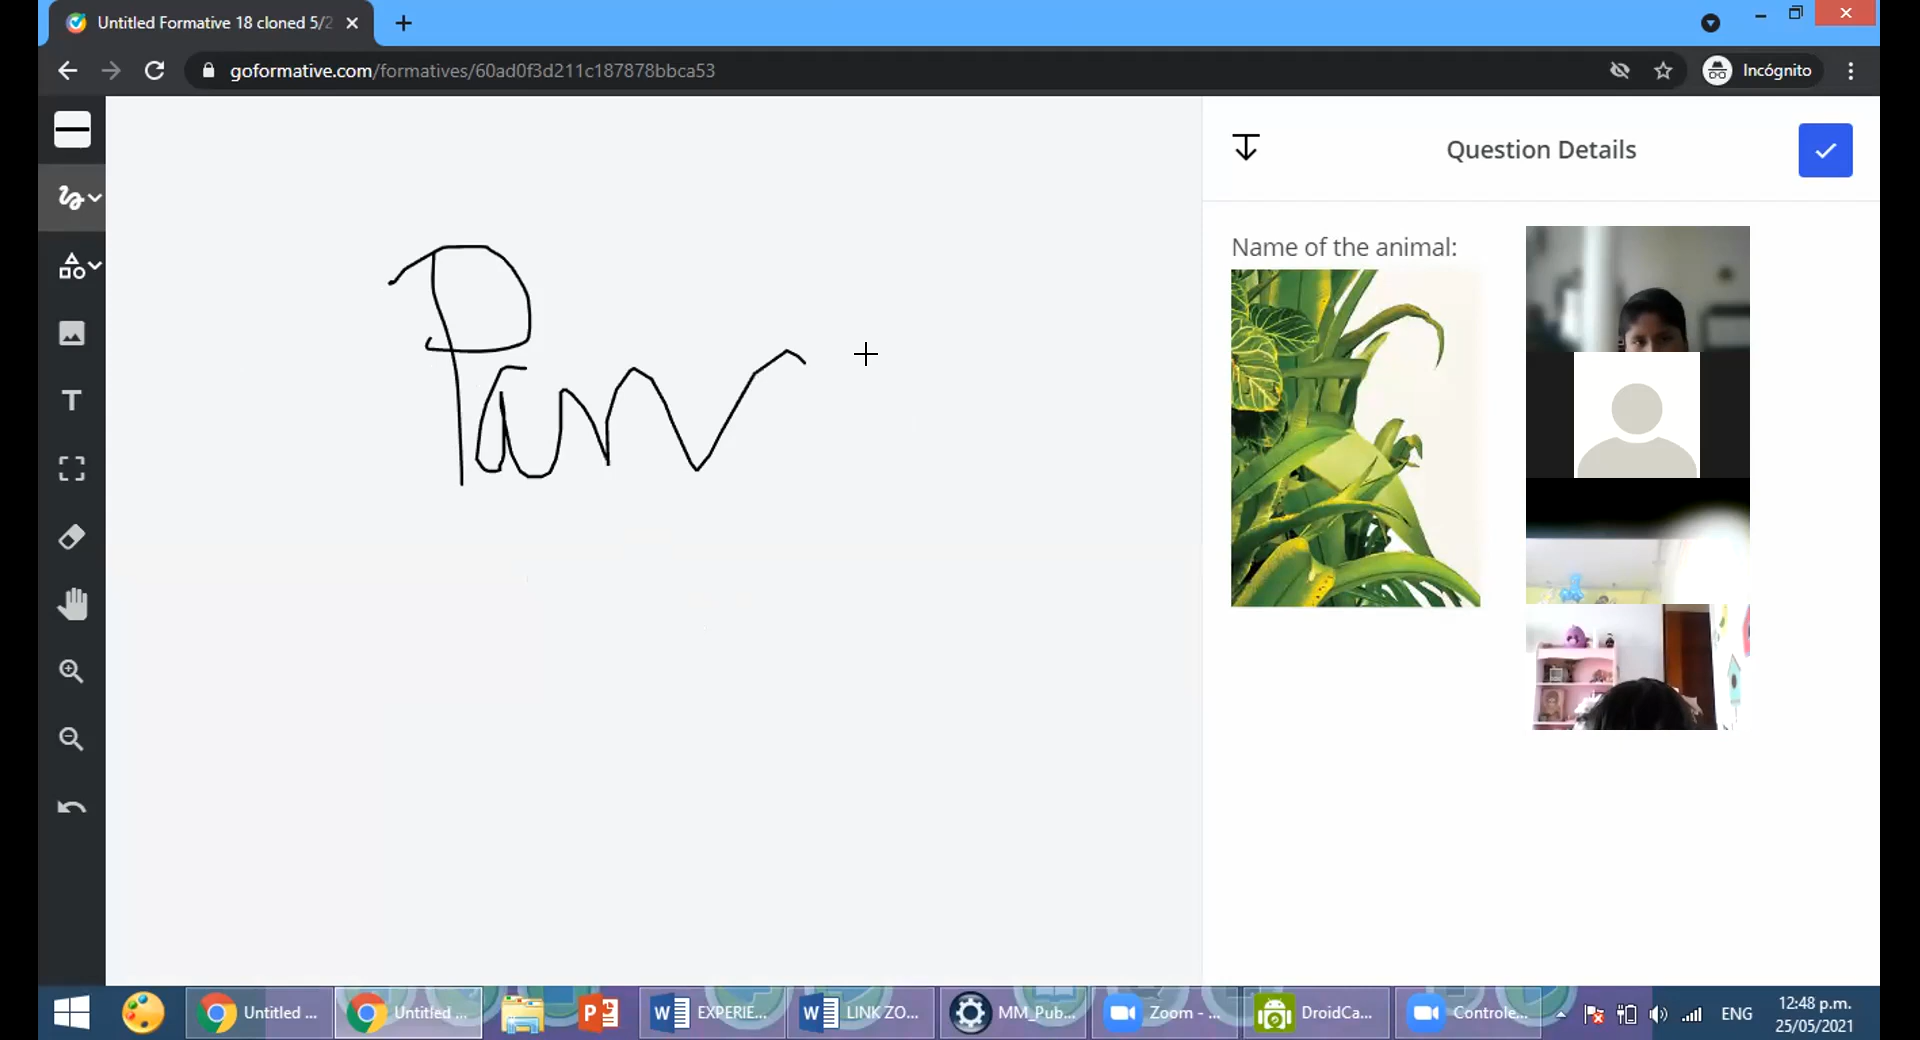 Untitled Formative 18 cloned 5/2
goformative.com/formatives/60ad0f3d211c187878bbca53
Incógnito
Question Details
Name of the animal:
T
Untitled ...
Untitled ...
EXPERIE...
LINK ZO...
MM_Pub...
Zoom - ...
DroidCa...
Controle...
ENG
12:48 p.m.
25/05/2021